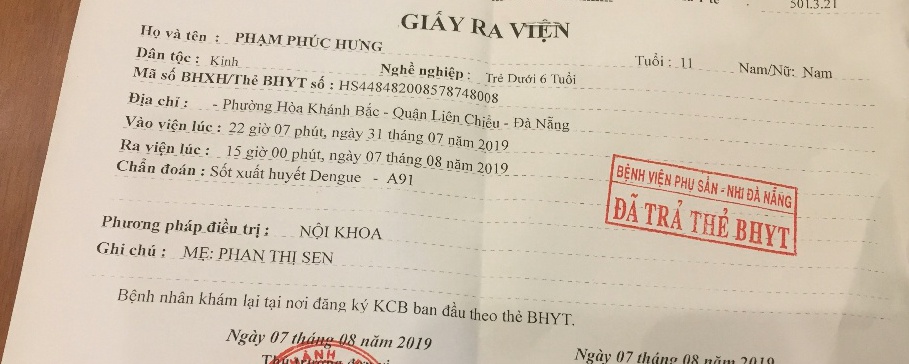 501.3.21
GIẤY RA VIỆN
Họ và tên : PHẠM PHÚC HƯNG Tuổi : 11 Nam/Nữ: Nam
Dân tộc : Kinh Nghề nghiệp : Trẻ Dưới 6 Tuổi
Mã số BHXH/Thẻ BHYT số : HS448482008578748008
Địa chỉ : - Phường Hòa Khánh Bắc - Quận Liên Chiểu - Đà Nẵng
Vào viện lúc : 22 giờ 07 phút, ngày 31 tháng 07 năm 2019
Ra viện lúc : 15 giờ 00 phút, ngày 07 tháng 08 năm 2019
Chẩn đoán : Sốt xuất huyết Dengue - A91
BỆNH VIỆN PHỤ SẢN - NHI ĐÀ NẴNG
ĐÃ TRẢ THẺ BHYT
Phương pháp điều trị : NỘI KHOA
Ghi chú : MẸ: PHAN THỊ SEN
Bệnh nhân khám lại tại nơi đăng ký KCB ban đầu theo thẻ BHYT.
Ngày 07 tháng 08 năm 2019
Ngày 07 tháng 08 năm 2019